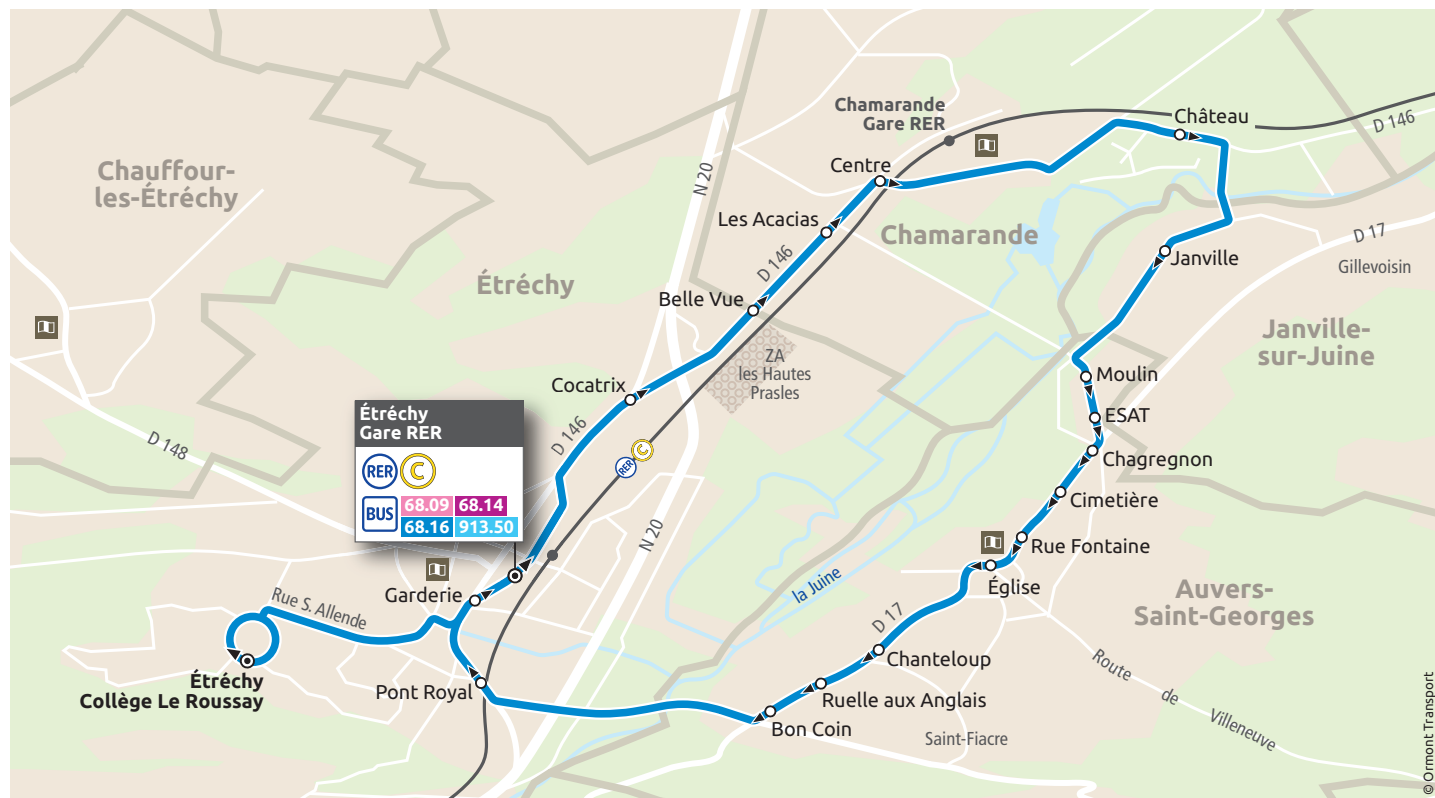 Chamarande
Gare RER
Château
D 146
Centre
N 20
Chauffour-
les-Étréchy
Les Acacias
Chamarande
D 17
D 146
Janville
Gillevoisin
Étréchy
Belle Vue
Janville-
sur-Juine
ZA
les Hautes
Prasles
Moulin
Cocatrix
ESAT
Étréchy
Gare RER
D 146
D 148
RER C
RER C
Chagregnon
BUS
68.09 68.14
68.16 913.50
Cimetière
N 20
Rue Fontaine
Église
la Juine
Garderie
Rue S. Allende
Auvers-
Saint-Georges
D 17
Chanteloup
Route de Villeneuve
Étréchy
Collège Le Roussay
Pont Royal
Ruelle aux Anglais
Bon Coin
Saint-Fiacre
© Ormont Transport